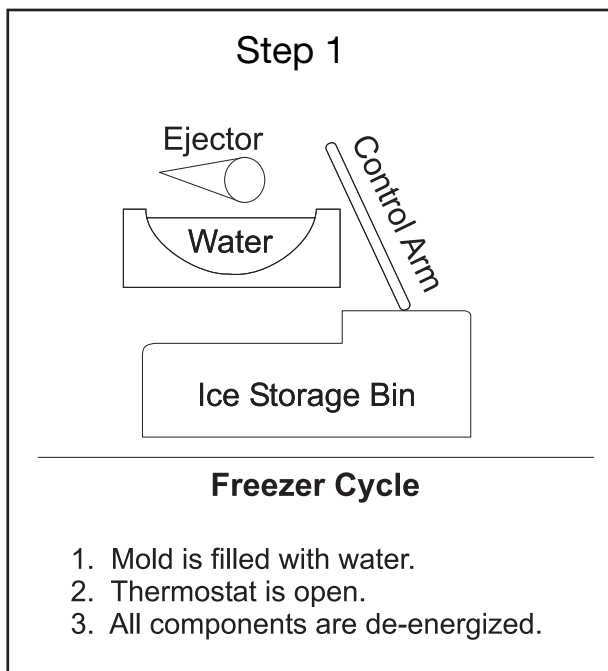 Step 1
Ejector
Control Arm
Water
Ice Storage Bin
Freezer Cycle
1. Mold is filled with water.
2. Thermostat is open.
3. All components are de-energized.